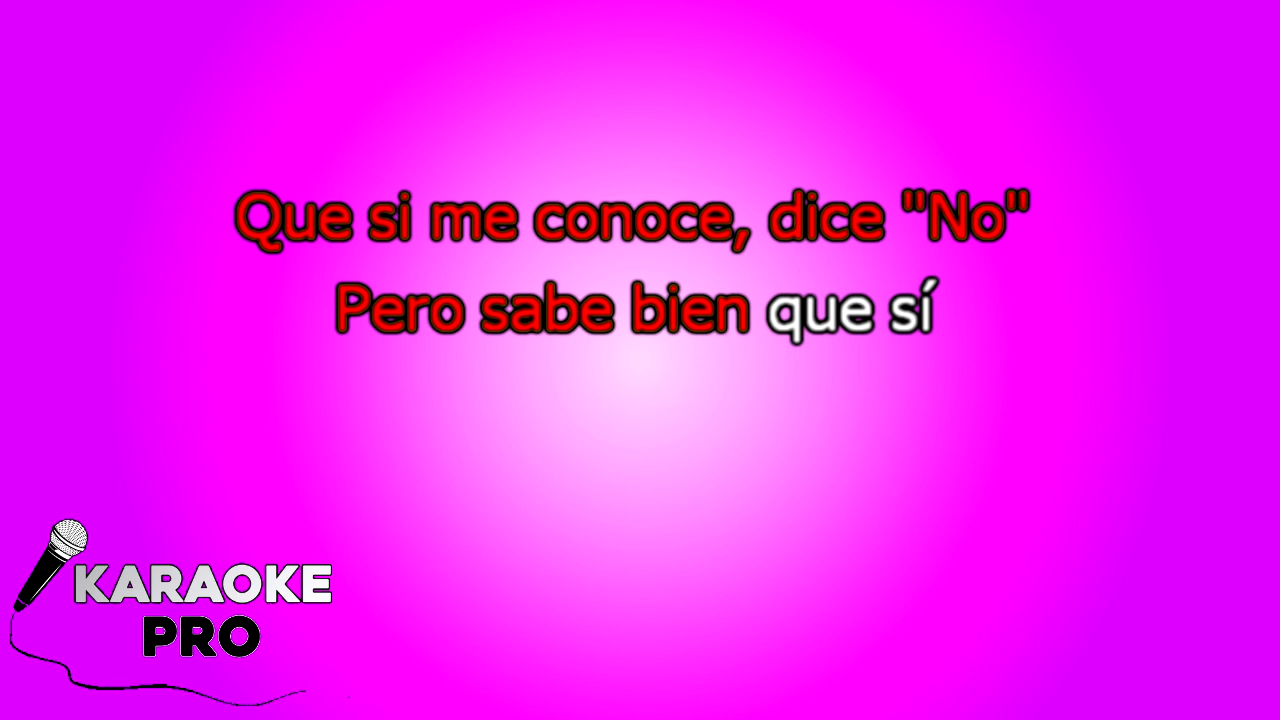 Que si me conoce, dice "No"
Pero sabe bien que sí
KARAOKE
PRO